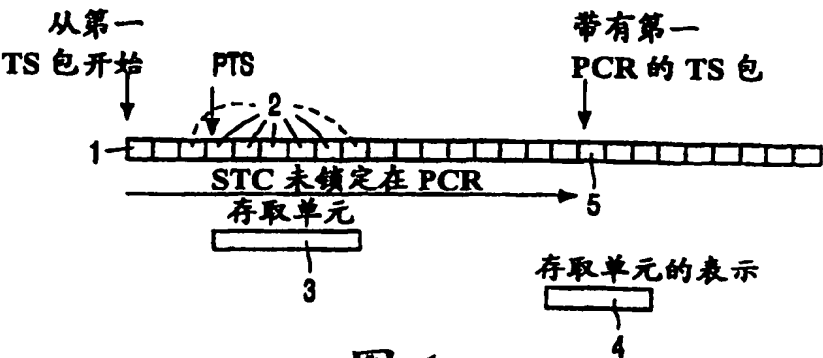 从第一
TS 包开始
PTS
2
带有第一
PCR 的 TS 包
1
STC 未锁定在 PCR
5
存取单元
3
存取单元的表示
4